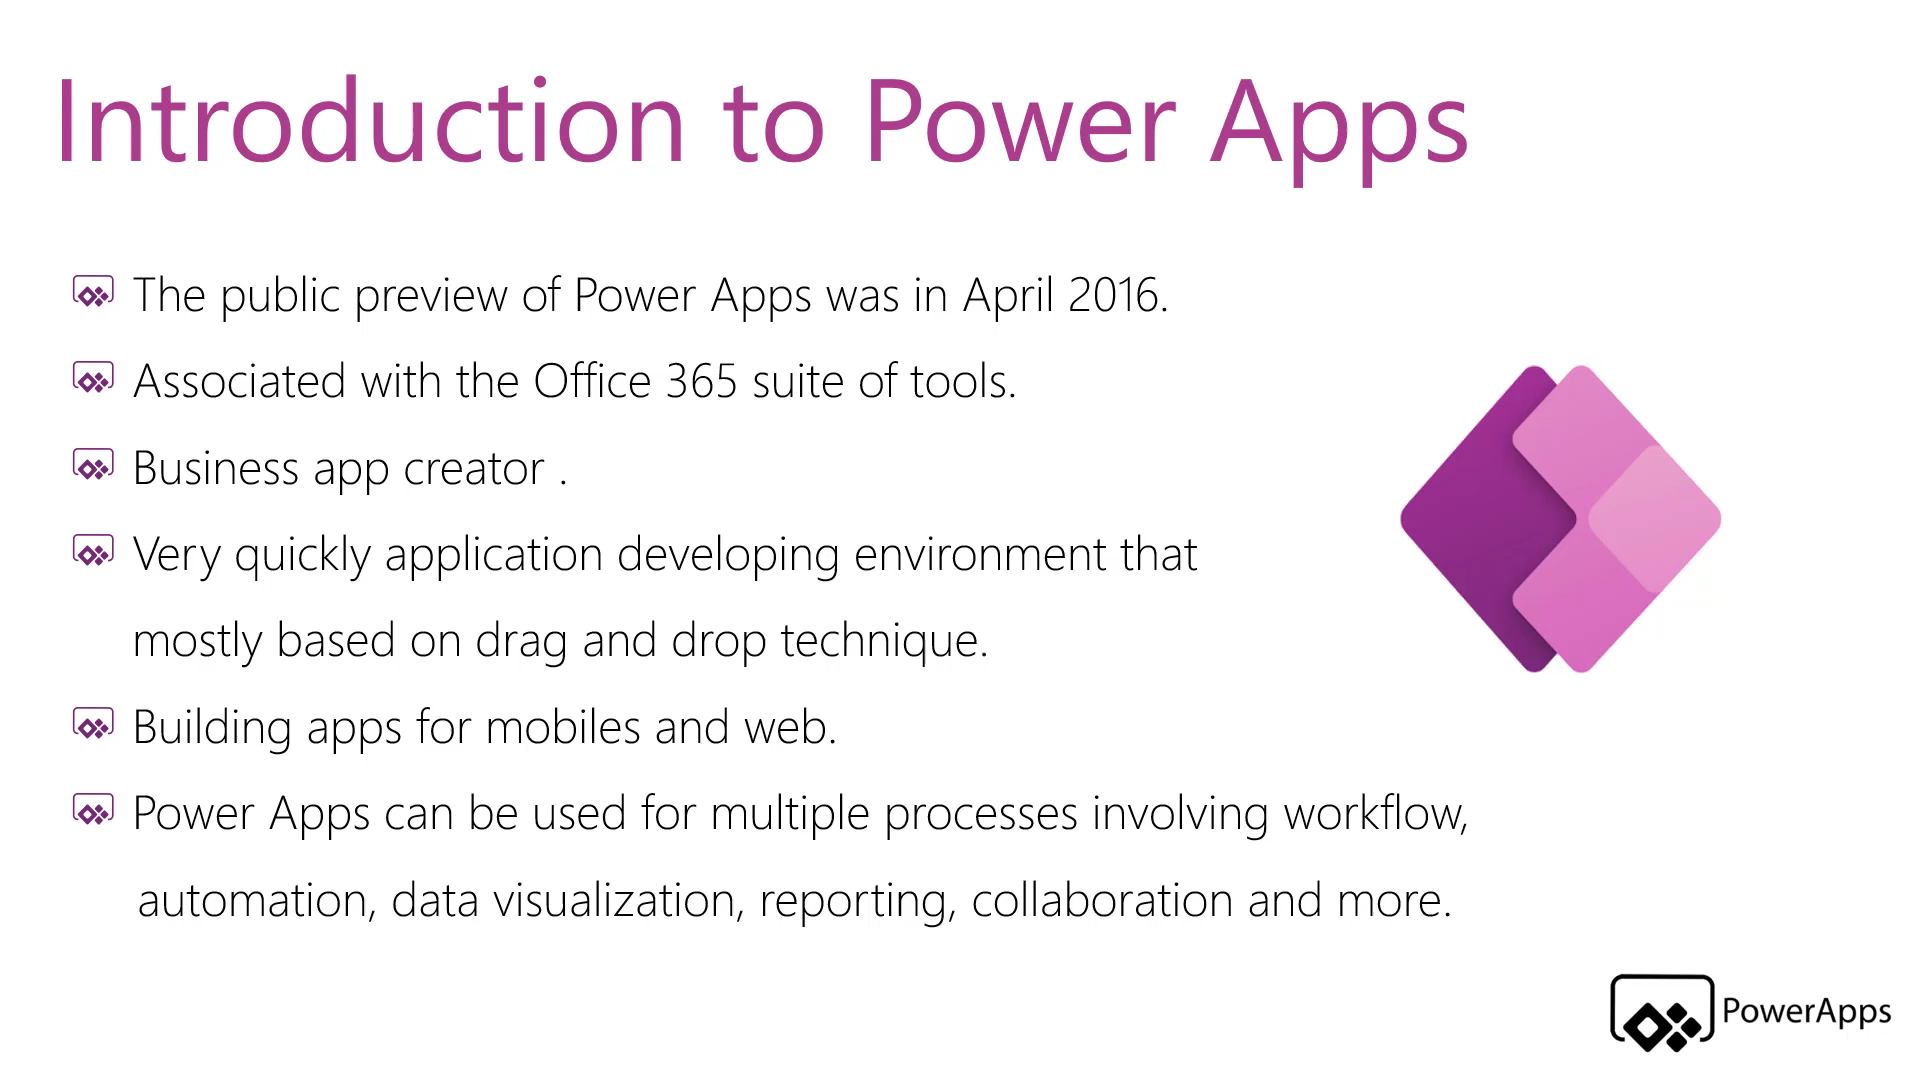 Introduction to Power Apps
The public preview of Power Apps was in April 2016.
Associated with the Office 365 suite of tools.
Business app creator .
Very quickly application developing environment that
mostly based on drag and drop technique.
Building apps for mobiles and web.
Power Apps can be used for multiple processes involving workflow,
automation, data visualization, reporting, collaboration and more.
PowerApps